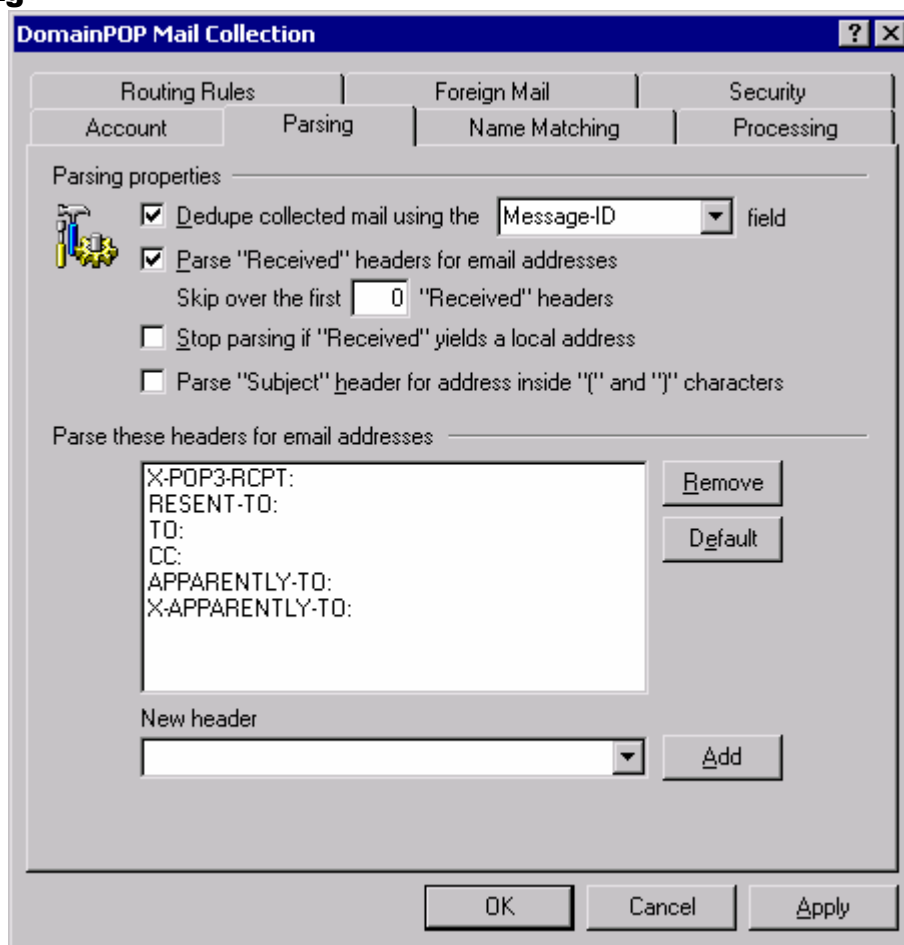 g
DomainPOP Mail Collection
Routing Rules Foreign Mail Security
Account Parsing Name Matching Processing
Parsing properties
Dedupe collected mail using the Message-ID field
Parse "Received" headers for email addresses
Skip over the first 0 "Received" headers
Stop parsing if "Received" yields a local address
Parse "Subject" header for address inside "(" and ")" characters
Parse these headers for email addresses
X-POP3-RCPT:
Remove
RESENT-TO:
TO:
Default
CC:
APPARENTLY-TO:
X-APPARENTLY-TO:
New header
Add
OK Cancel Apply